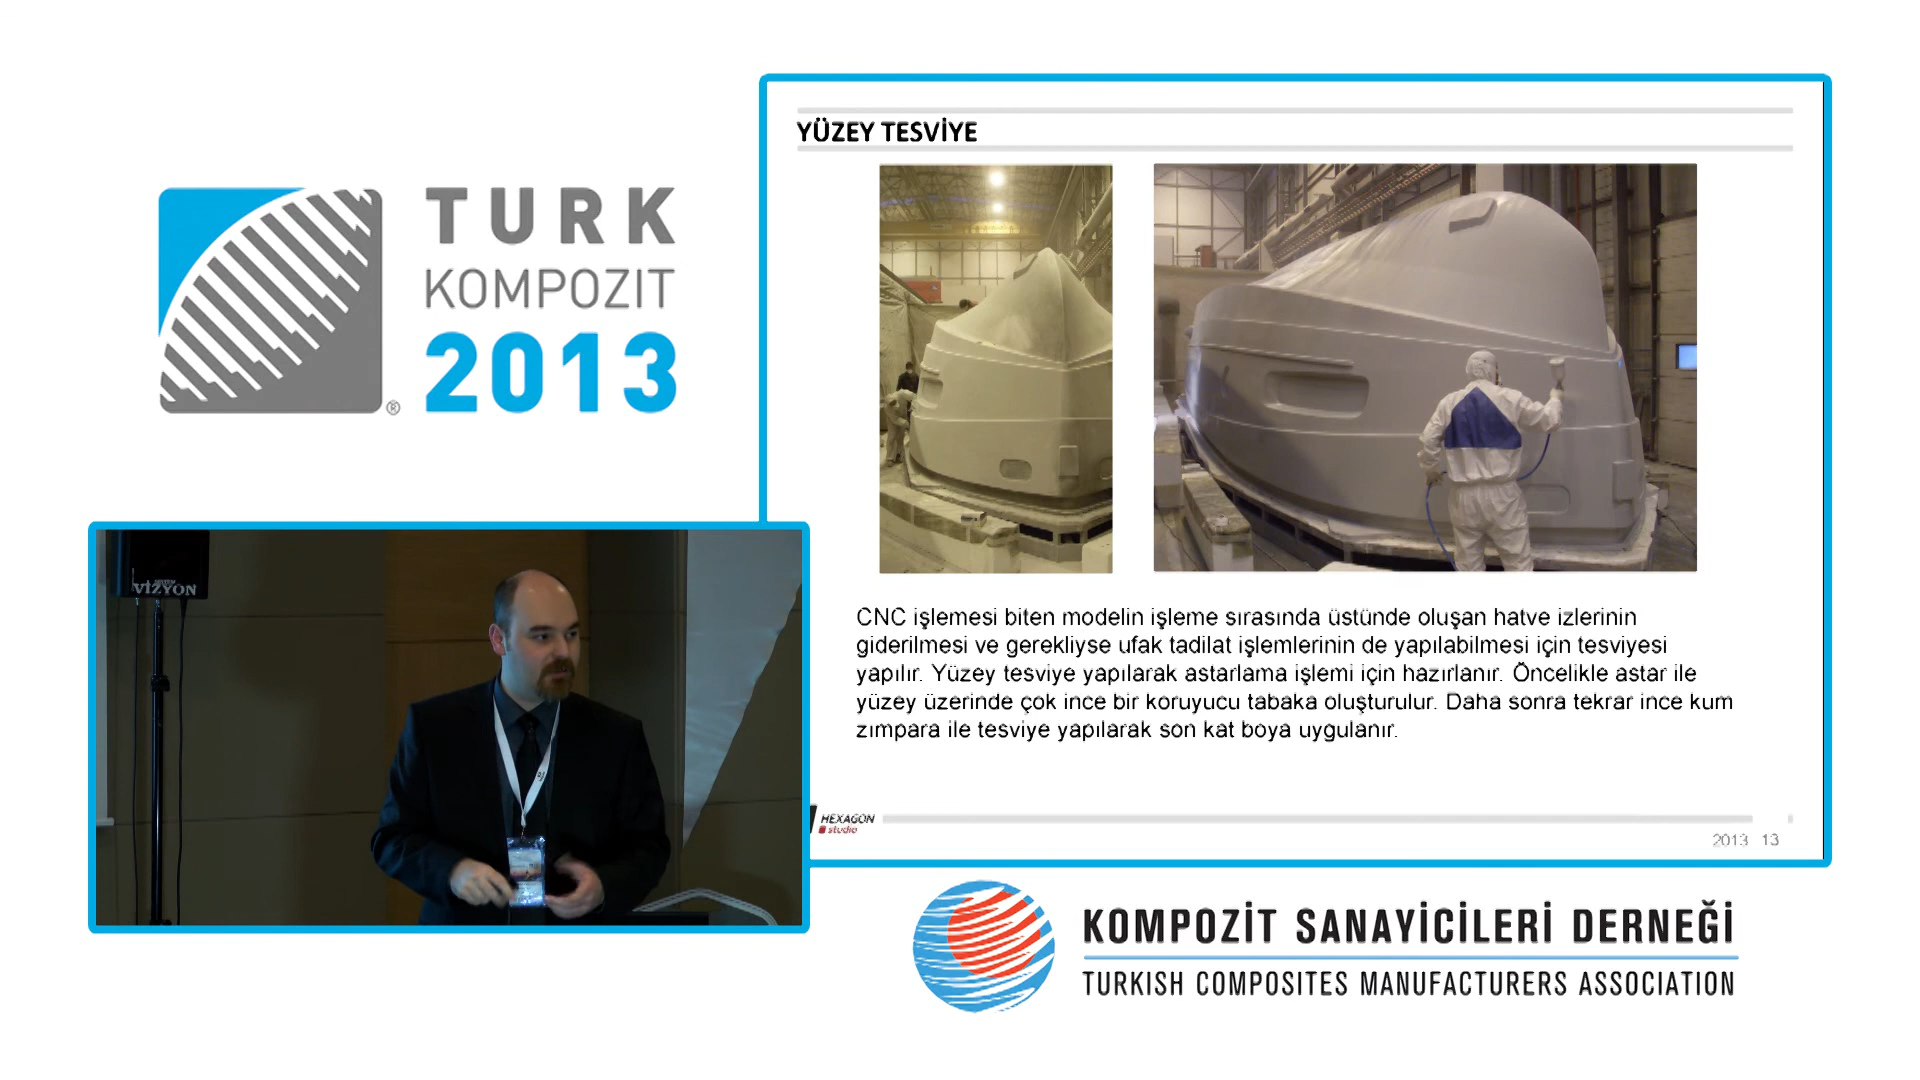 TURK
KOMPOZIT
2013
®
YÜZEY TESVİYE
CNC işlemesi biten modelin işleme sırasında üstünde oluşan hatve izlerinin
giderilmesi ve gerekliyse ufak tadilat işlemlerinin de yapılabilmesi için tesviyesi
yapılır. Yüzey tesviye yapılarak astarlama işlemi için hazırlanır. Öncelikle astar ile
yüzey üzerinde çok ince bir koruyucu tabaka oluşturulur. Daha sonra tekrar ince kum
zımpara ile tesviye yapılarak son kat boya uygulanır.
HEXAGON
studio
2013 13
SİSTEM
VİZYON
KOMPOZİT SANAYİCİLERİ DERNEĞİ
TURKISH COMPOSITES MANUFACTURERS ASSOCIATION